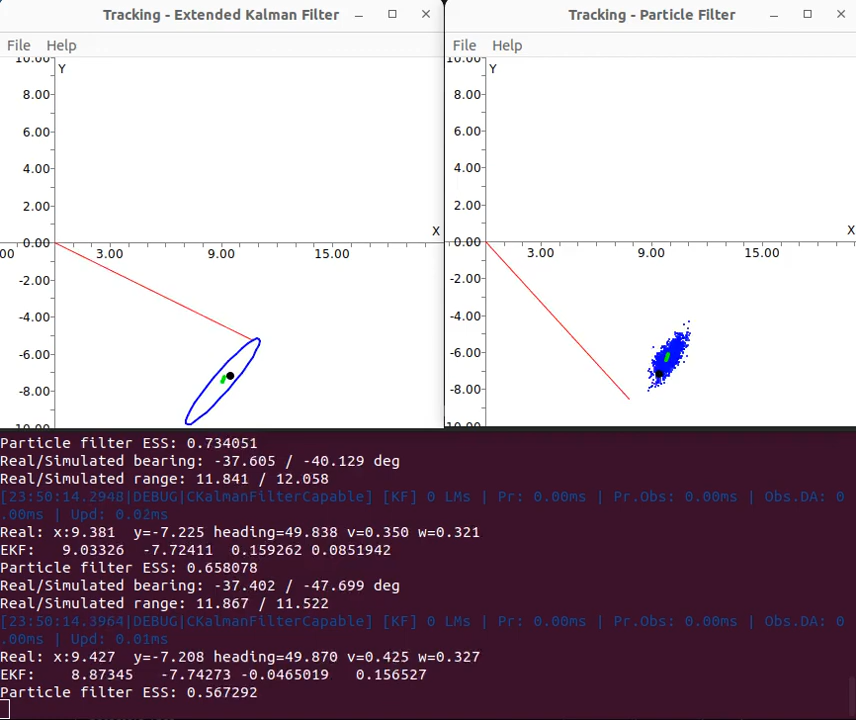 Tracking - Extended Kalman Filter
File Help
10.00
Y
8.00
6.00
4.00
2.00
X
0.00
00 3.00 9.00 15.00
-2.00
-4.00
-6.00
-8.00
10.00
Tracking - Particle Filter
File Help
10.00
Y
8.00
6.00
4.00
2.00
X
0.00
3.00 9.00 15.00
-2.00
-4.00
-6.00
-8.00
10.00
Particle filter ESS: 0.734051
Real/Simulated bearing: -37.605 / -40.129 deg
Real/Simulated range: 11.841 / 12.058
[23:50:14.2948|DEBUG|CKalmanFilterCapable] [KF] 0 LMs | Pr: 0.00ms | Pr.Obs: 0.00ms | Obs.DA: 0
.00ms | Upd: 0.02ms
Real: x:9.381 y=-7.225 heading=49.838 v=0.350 w=0.321
EKF: 9.03326 -7.72411 0.159262 0.0851942
Particle filter ESS: 0.658078
Real/Simulated bearing: -37.402 / -47.699 deg
Real/Simulated range: 11.867 / 11.522
[23:50:14.3964|DEBUG|CKalmanFilterCapable] [KF] 0 LMs | Pr: 0.00ms | Pr.Obs: 0.00ms | Obs.DA: 0
.00ms | Upd: 0.01ms
Real: x:9.427 y=-7.208 heading=49.870 v=0.425 w=0.327
EKF: 8.87345 -7.74273 -0.0465019 0.156527
Particle filter ESS: 0.567292